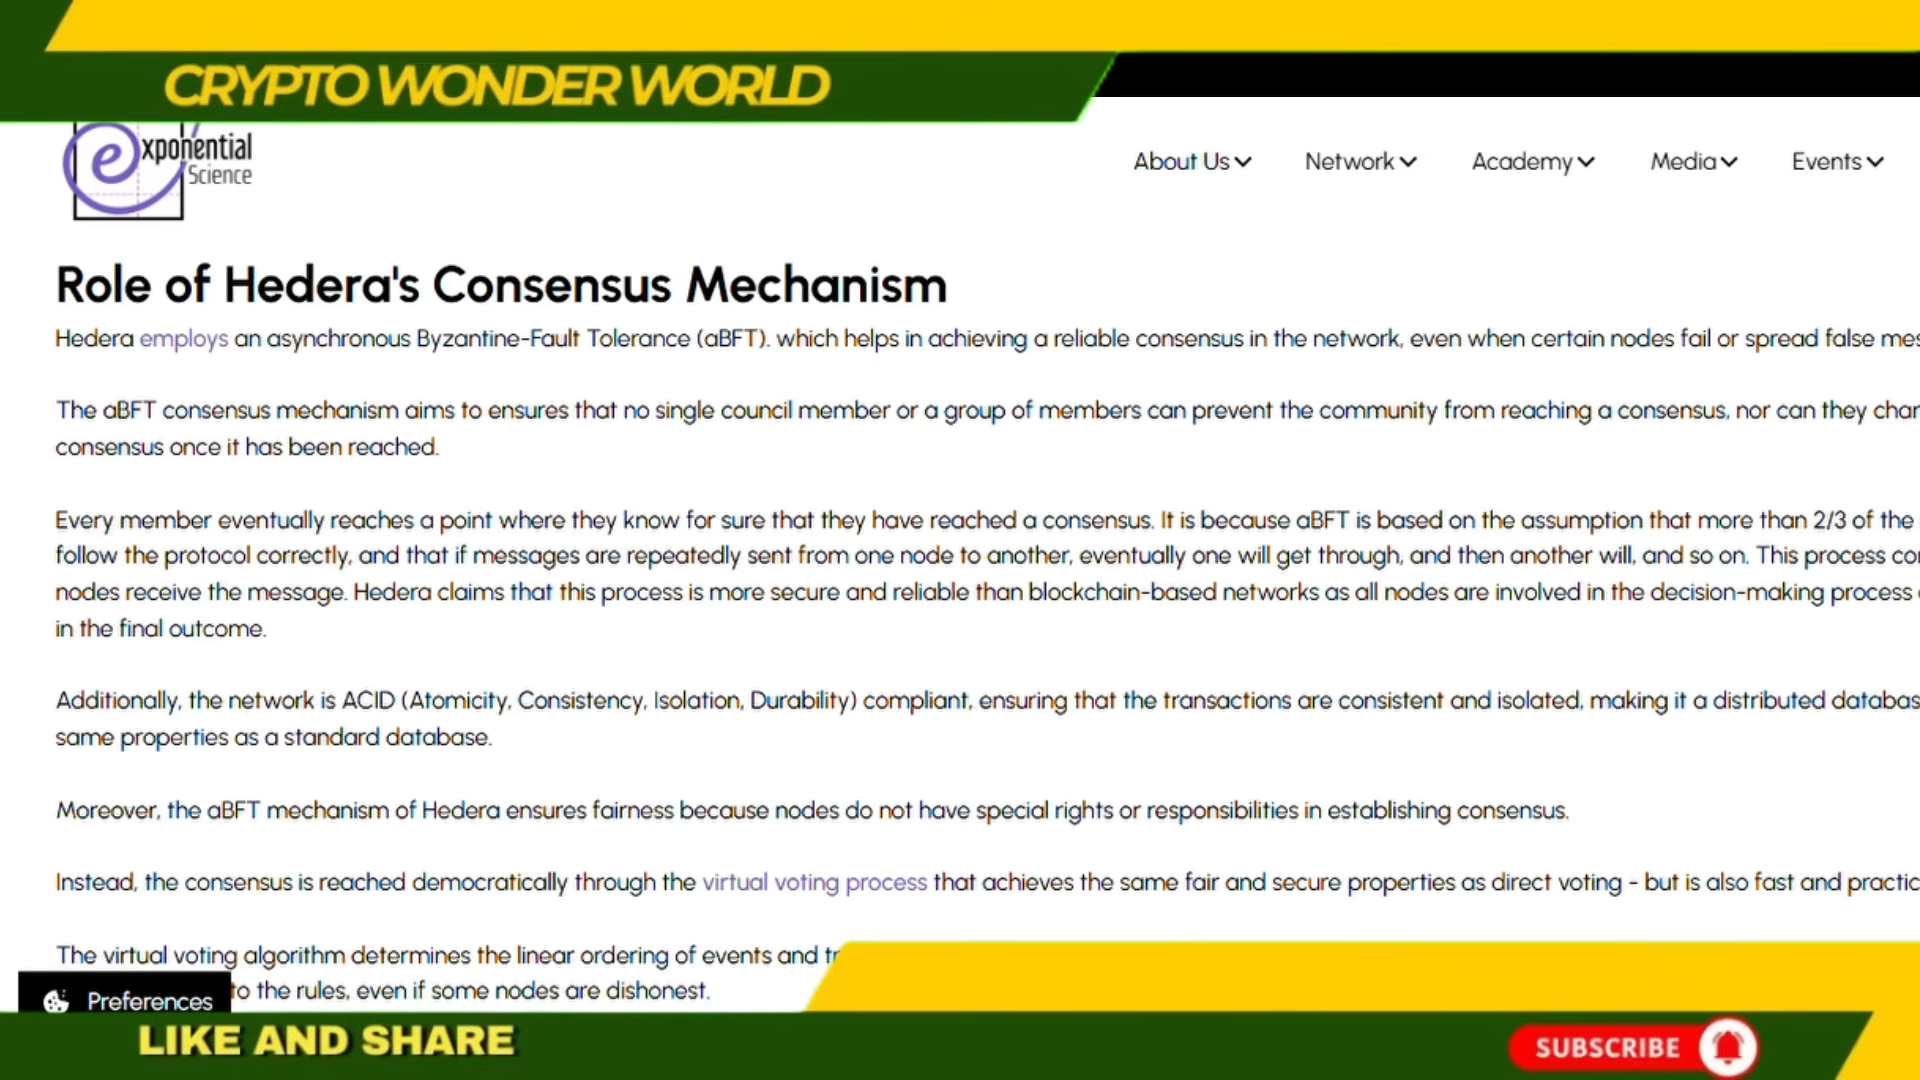 CRYPTO WONDER WORLD
exponential
Science
About Us
Network
Academy
Media
Events
Role of Hedera's Consensus Mechanism
Hedera employs an asynchronous Byzantine-Fault Tolerance (aBFT). which helps in achieving a reliable consensus in the network, even when certain nodes fail or spread false
The aBFT consensus mechanism aims to ensures that no single council member or a group of members can prevent the community from reaching a consensus, nor can they
consensus once it has been reached.
Every member eventually reaches a point where they know for sure that they have reached a consensus. It is because aBFT is based on the assumption that more than 2/3 of the
follow the protocol correctly, and that if messages are repeatedly sent from one node to another, eventually one will get through, and then another will, and so on. This process
nodes receive the message. Hedera claims that this process is more secure and reliable than blockchain-based networks as all nodes are involved in the decision-making process
in the final outcome.
Additionally, the network is ACID (Atomicity, Consistency, Isolation, Durability) compliant, ensuring that the transactions are consistent and isolated, making it a distributed
same properties as a standard database.
Moreover, the aBFT mechanism of Hedera ensures fairness because nodes do not have special rights or responsibilities in establishing consensus.
Instead, the consensus is reached democratically through the virtual voting process that achieves the same fair and secure properties as direct voting - but is also fast and
The virtual voting algorithm determines the linear ordering of events and
to the rules, even if some nodes are dishonest.
Preferences
LIKE AND SHARE
SUBSCRIBE